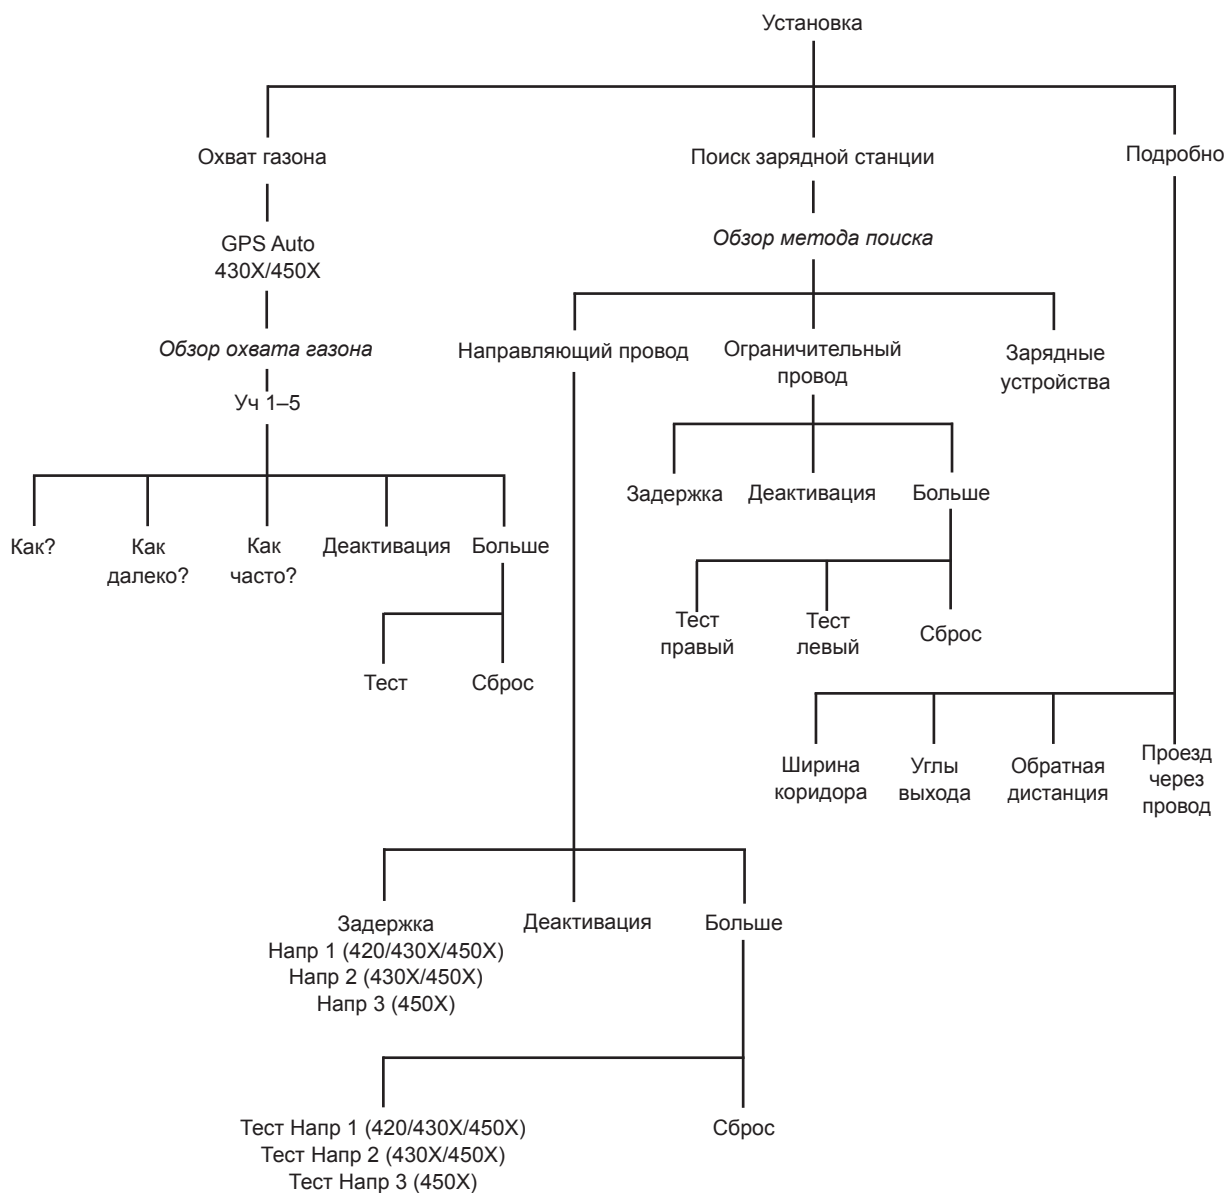 Установка
Охват газона
Поиск зарядной станции
Подробно
GPS Auto
430X/450X
Обзор метода поиска
Обзор охвата газона
Направляющий провод
Ограничительный
провод
Зарядные
устройства
Уч 1–5
Задержка
Деактивация
Больше
Как?
Как
далеко?
Как
часто?
Деактивация
Больше
Тест
правый
Тест
левый
Сброс
Тест
Сброс
Ширина
коридора
Углы
выхода
Обратная
дистанция
Проезд
через
провод
Задержка
Напр 1 (420/430X/450X)
Напр 2 (430X/450X)
Напр 3 (450X)
Деактивация
Больше
Тест Напр 1 (420/430X/450X)
Тест Напр 2 (430X/450X)
Тест Напр 3 (450X)
Сброс